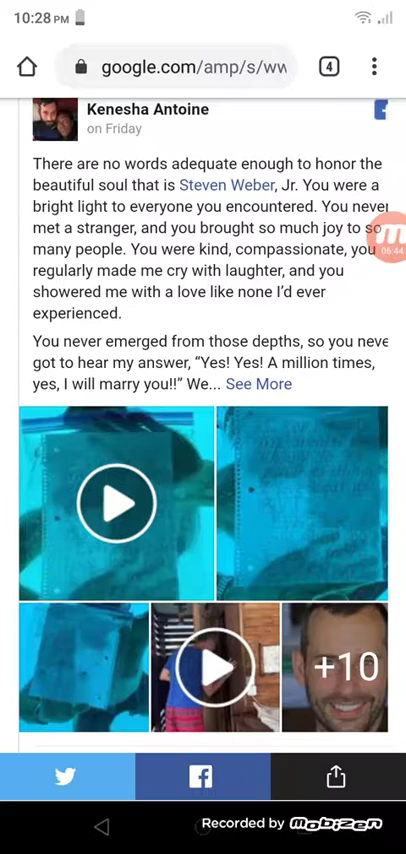 10:28 PM
google.com/amp/s/ww
4
Kenesha Antoine
on Friday
There are no words adequate enough to honor the
beautiful soul that is Steven Weber, Jr. You were a
bright light to everyone you encountered. You never
met a stranger, and you brought so much joy to so
many people. You were kind, compassionate, you
regularly made me cry with laughter, and you
showered me with a love like none I'd ever
experienced.
06:44
You never emerged from those depths, so you neve
got to hear my answer, “Yes! Yes! A million times,
yes, I will marry you!!” We... See More
+10
Recorded by Mobizen